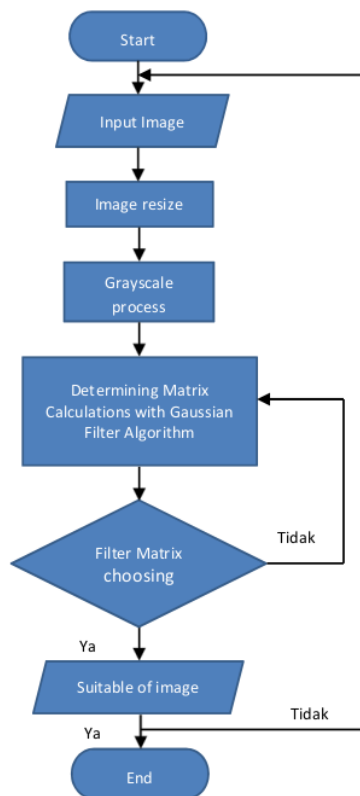 Start
Input Image
Image resize
Grayscale
process
Determining Matrix
Calculations with Gaussian
Filter Algorithm
Filter Matrix
choosing
Tidak
Ya
Suitable of image
Tidak
Ya
End